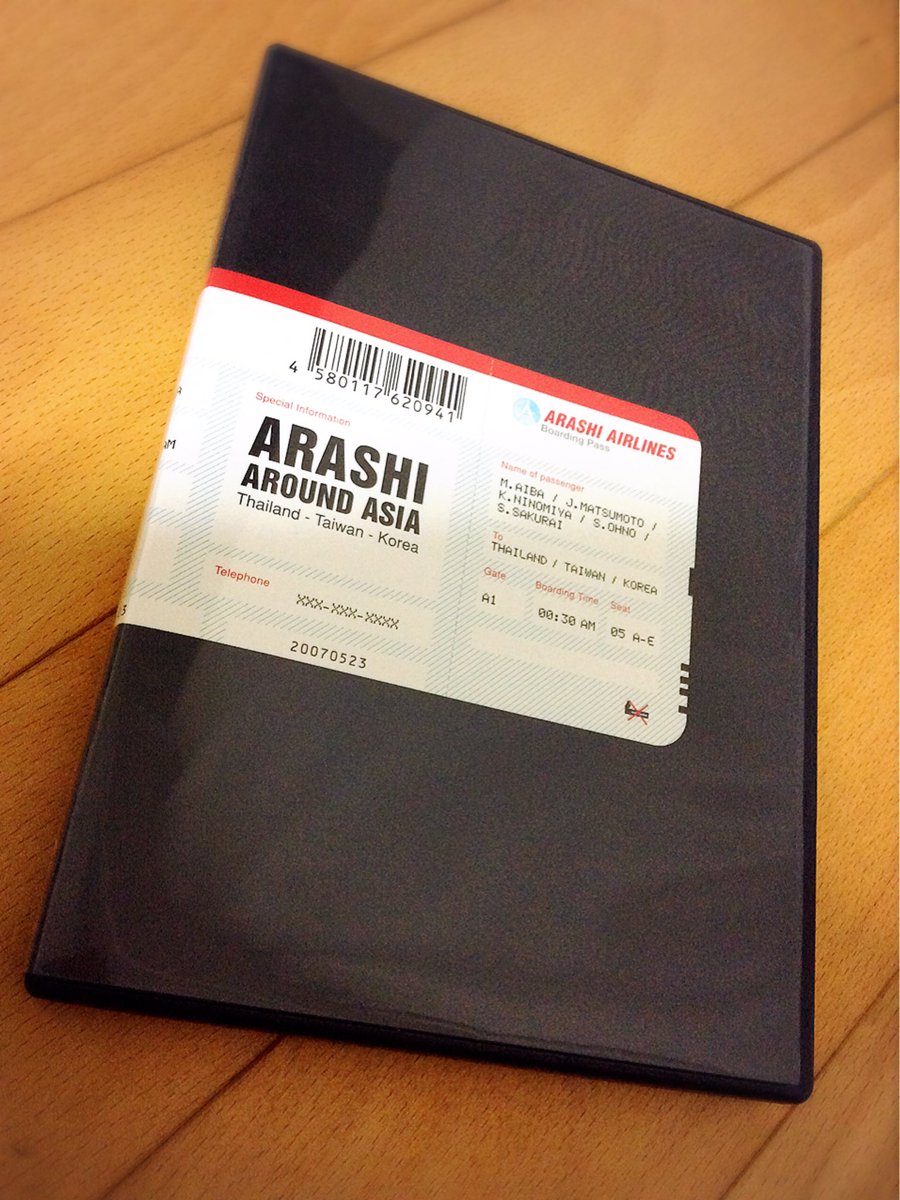 4 580117 620941
Special Information
ARASHI
AROUND ASIA
Thailand - Taiwan - Korea
Telephone
XXX-XXX-XXXX
20070523
ARASHI AIRLINES
Boarding Pass
Name of passenger
M.AIBA / J.MATSUMOTO /
K.NINOMIYA / S.OHNO /
S.SAKURAI
To
THAILAND / TAIWAN / KOREA
Gate
Boarding Time
Seat
A1
00:30 AM
05 A-E